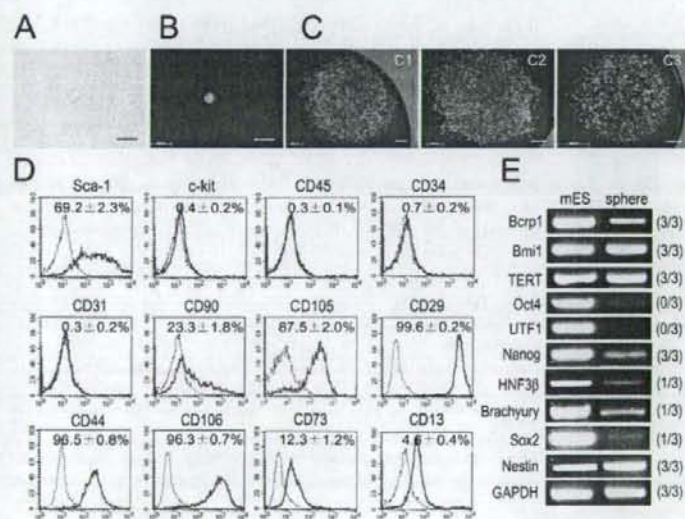 A
B
C
C1
C2
C3
D
Sca-1
69.2±2.3%
c-kit
0.4±0.2%
CD45
0.3±0.1%
CD34
0.7±0.2%
CD31
0.3±0.2%
CD90
23.3±1.8%
CD105
87.5±2.0%
CD29
99.6±0.2%
CD44
96.5±0.8%
CD106
96.3±0.7%
CD73
12.3±1.2%
CD13
4.6±0.4%
E
mES sphere
Bcrp1 (3/3)
Bmi1 (3/3)
TERT (3/3)
Oct4 (0/3)
UTF1 (0/3)
Nanog (3/3)
HNF3β (1/3)
Brachyury (1/3)
Sox2 (1/3)
Nestin (3/3)
GAPDH (3/3)